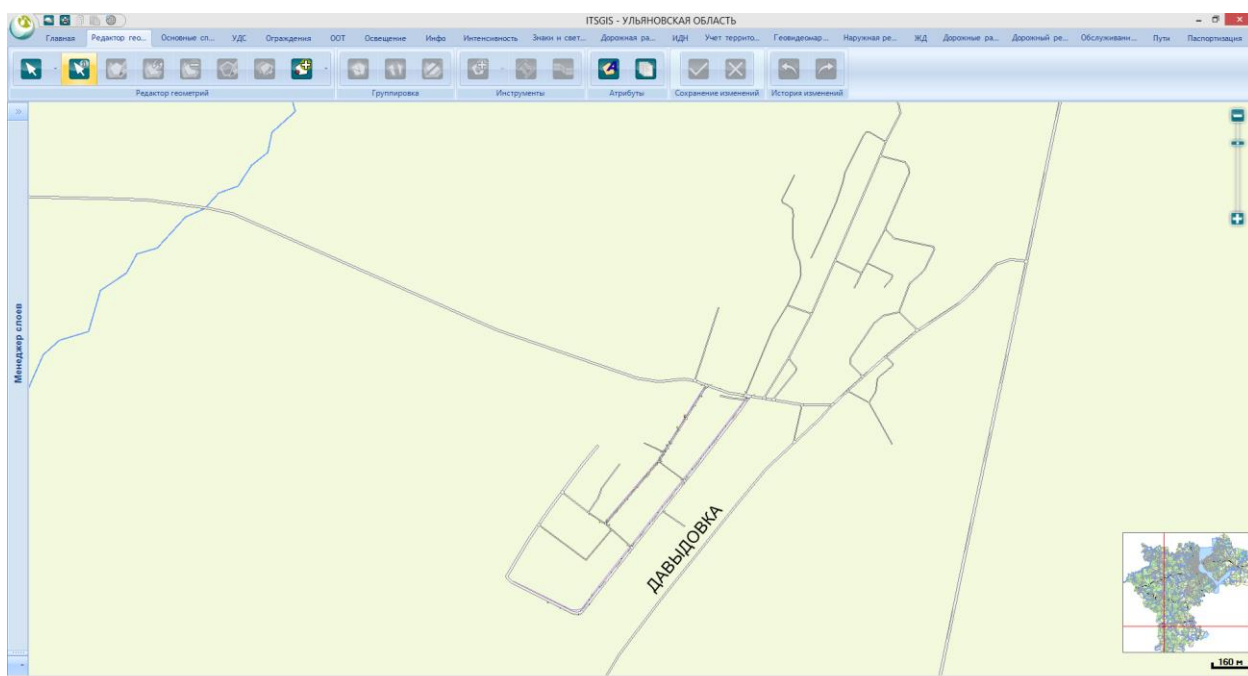 ITSGIS - УЛЬЯНОВСКАЯ ОБЛАСТЬ
Главная Редактор гео... Основные сп... УДС Ограждения ООТ Освещение Инфо Интенсивность Знаки и свет... Дорожная ра... ИДН Учет террито... Геовидеомар... Наружная ре... ЖД Дорожные ра... Дорожный ре... Обслуживани... Пути Паспортизация
Редактор геометрий Группировка Инструменты Атрибуты Сохранение изменений История изменений
Менеджер слоев
ДАВЫДОВКА
160 м